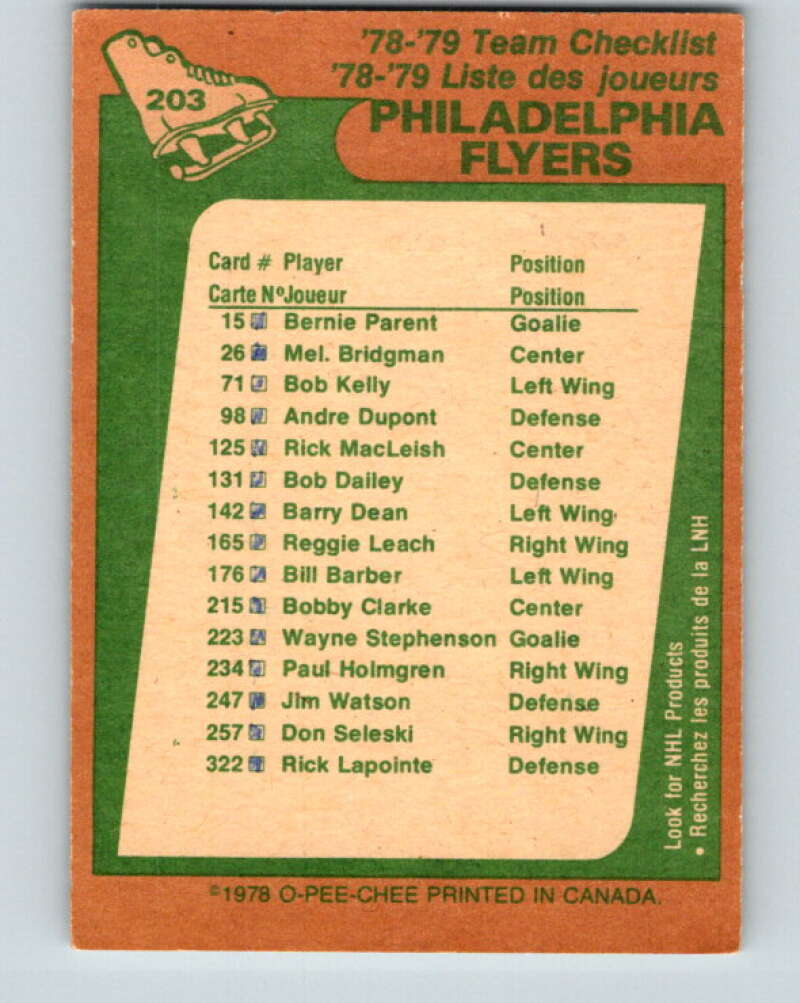 203
'78-'79 Team Checklist
'78-'79 Liste des joueurs
PHILADELPHIA
FLYERS
Card # Player Position
Carte Nº Joueur Position
15 Bernie Parent Goalie
26 Mel. Bridgman Center
71 Bob Kelly Left Wing
98 Andre Dupont Defense
125 Rick MacLeish Center
131 Bob Dailey Defense
142 Barry Dean Left Wing
165 Reggie Leach Right Wing
176 Bill Barber Left Wing
215 Bobby Clarke Center
223 Wayne Stephenson Goalie
234 Paul Holmgren Right Wing
247 Jim Watson Defense
257 Don Seleski Right Wing
322 Rick Lapointe Defense
Look for NHL Products
• Recherchez les produits de la LNH
©1978 O-PEE-CHEE PRINTED IN CANADA.